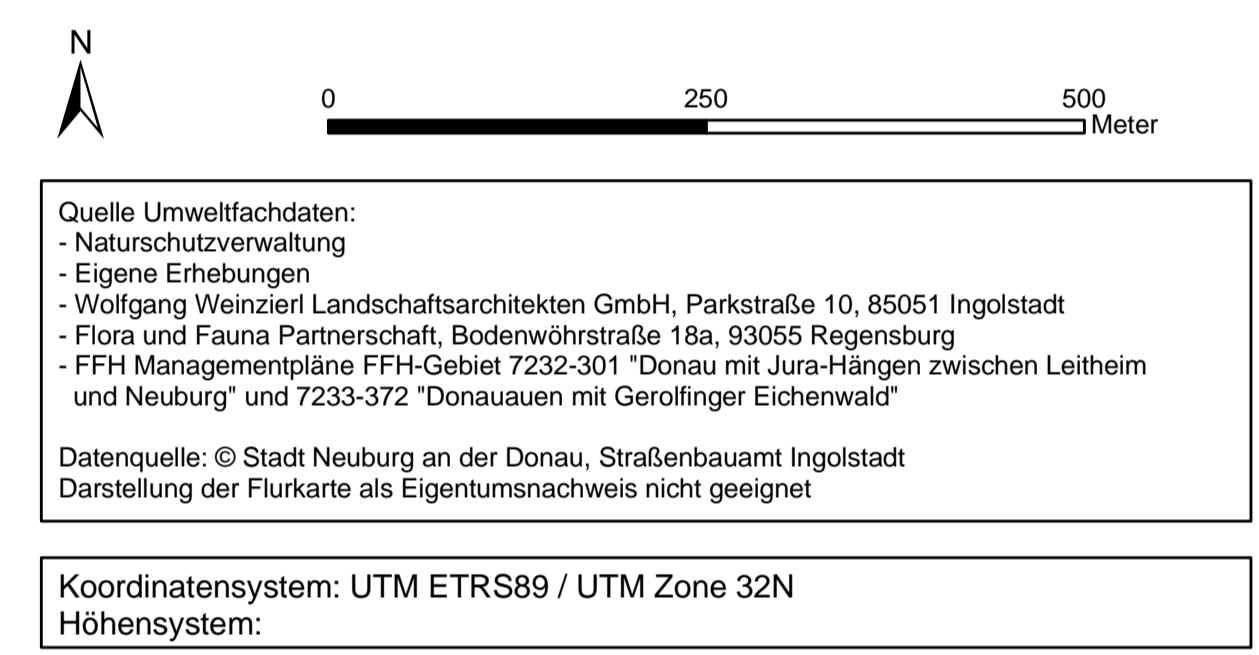 N
0 250 500
Meter
Quelle Umweltfachdaten:
- Naturschutzverwaltung
- Eigene Erhebungen
- Wolfgang Weinzierl Landschaftsarchitekten GmbH, Parkstraße 10, 85051 Ingolstadt
- Flora und Fauna Partnerschaft, Bodenwöhrstraße 18a, 93055 Regensburg
- FFH Managementpläne FFH-Gebiet 7232-301 "Donau mit Jura-Hängen zwischen Leitheim
und Neuburg" und 7233-372 "Donauauen mit Gerolfinger Eichenwald"
Datenquelle: © Stadt Neuburg an der Donau, Straßenbauamt Ingolstadt
Darstellung der Flurkarte als Eigentumsnachweis nicht geeignet
Koordinatensystem: UTM ETRS89 / UTM Zone 32N
Höhensystem: